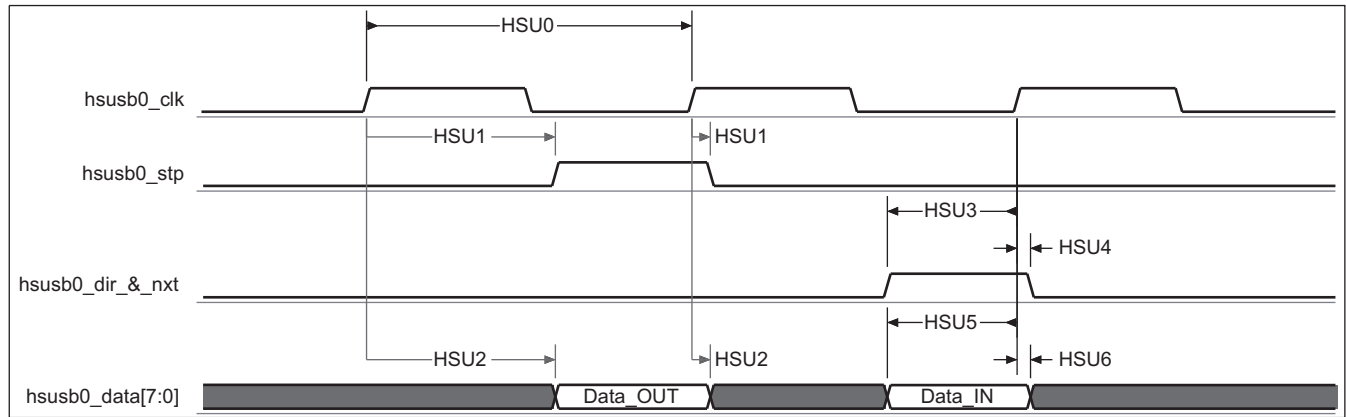 HSU0
hsusb0_clk
HSU1 HSU1
hsusb0_stp
HSU3
HSU4
hsusb0_dir_&_nxt
HSU5
HSU2 HSU2 HSU6
hsusb0_data[7:0] Data_OUT Data_IN